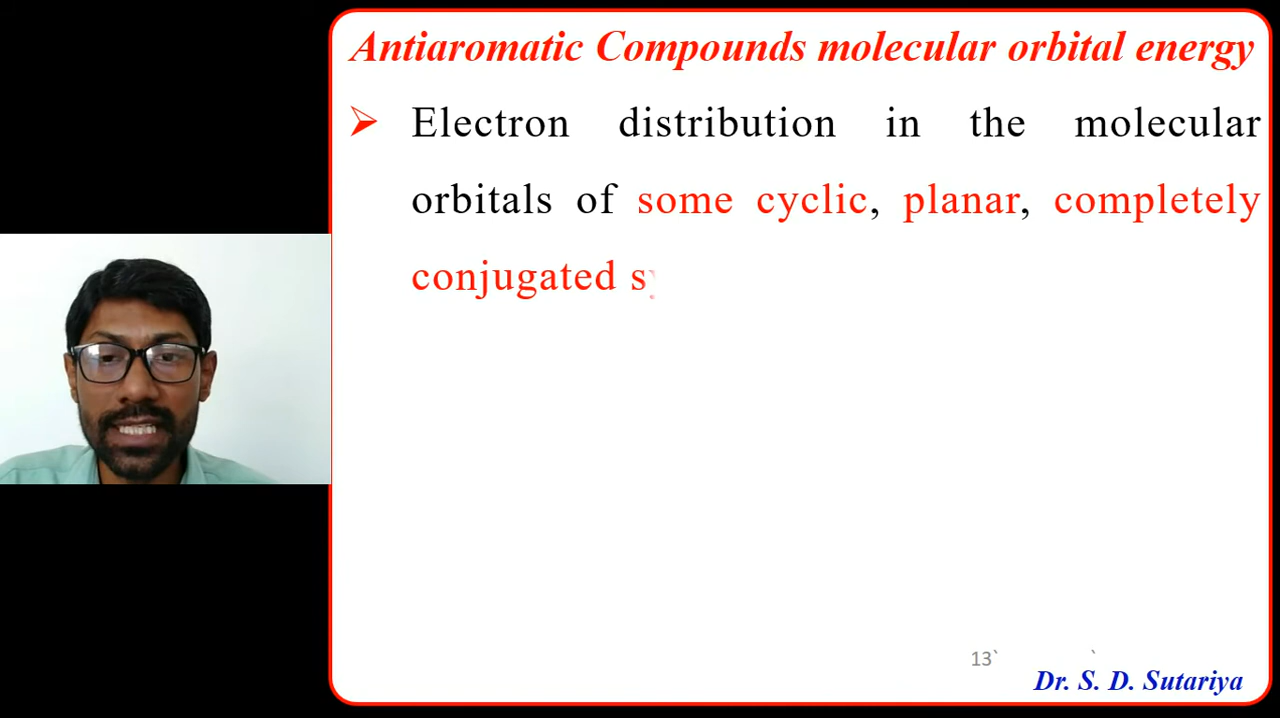 Antiaromatic Compounds molecular orbital energy
➢ Electron distribution in the molecular
orbitals of some cyclic, planar, completely
conjugated s
13`
`
Dr. S. D. Sutariya